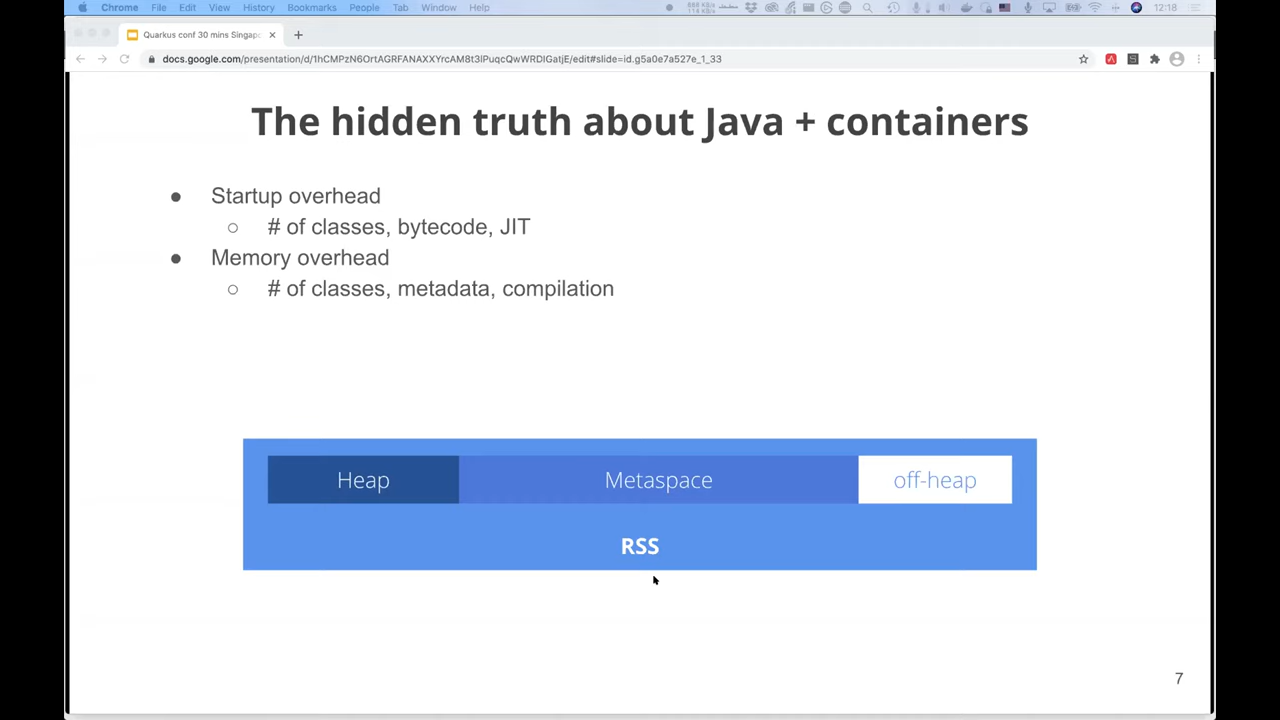 Chrome File Edit View History Bookmarks People Tab Window Help 12:18
Quarkus conf 30 mins Singap
docs.google.com/presentation/d/1hCMPzN6OrtAGRFANAXXYrcAM8t3lPuqcQwWRDIGatjE/edit#slide=id.g5a0e7a527e_1_33
The hidden truth about Java + containers
● Startup overhead
○ # of classes, bytecode, JIT
● Memory overhead
○ # of classes, metadata, compilation
Heap Metaspace off-heap
RSS
7